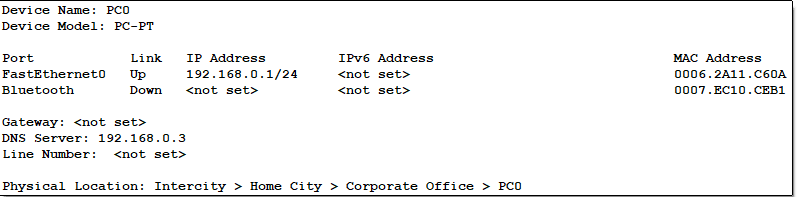 Device Name: PC0
Device Model: PC-PT
Port Link IP Address IPv6 Address MAC Address
FastEthernet0 Up 192.168.0.1/24 <not set> 0006.2A11.C60A
Bluetooth Down <not set> <not set> 0007.EC10.CEB1
Gateway: <not set>
DNS Server: 192.168.0.3
Line Number: <not set>
Physical Location: Intercity > Home City > Corporate Office > PC0